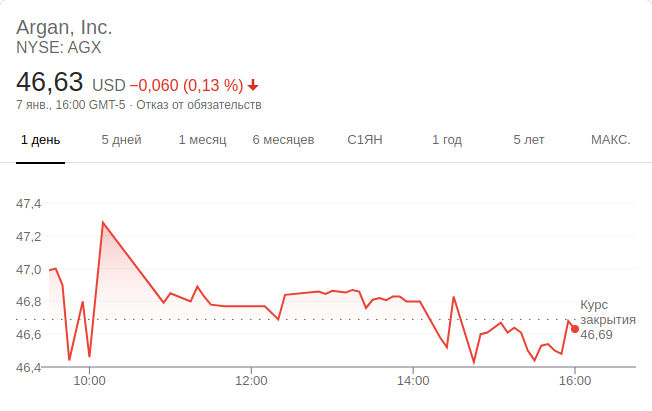 Argan, Inc.
NYSE: AGX
46,63 USD −0,060 (0,13 %)
7 янв., 16:00 GMT-5 · Отказ от обязательств
1 день 5 дней 1 месяц 6 месяцев С1ЯН 1 год 5 лет МАКС.
47,4
47,2
47,0
46,8
46,6
46,4
Курс
закрытия
46,69
10:00 12:00 14:00 16:00